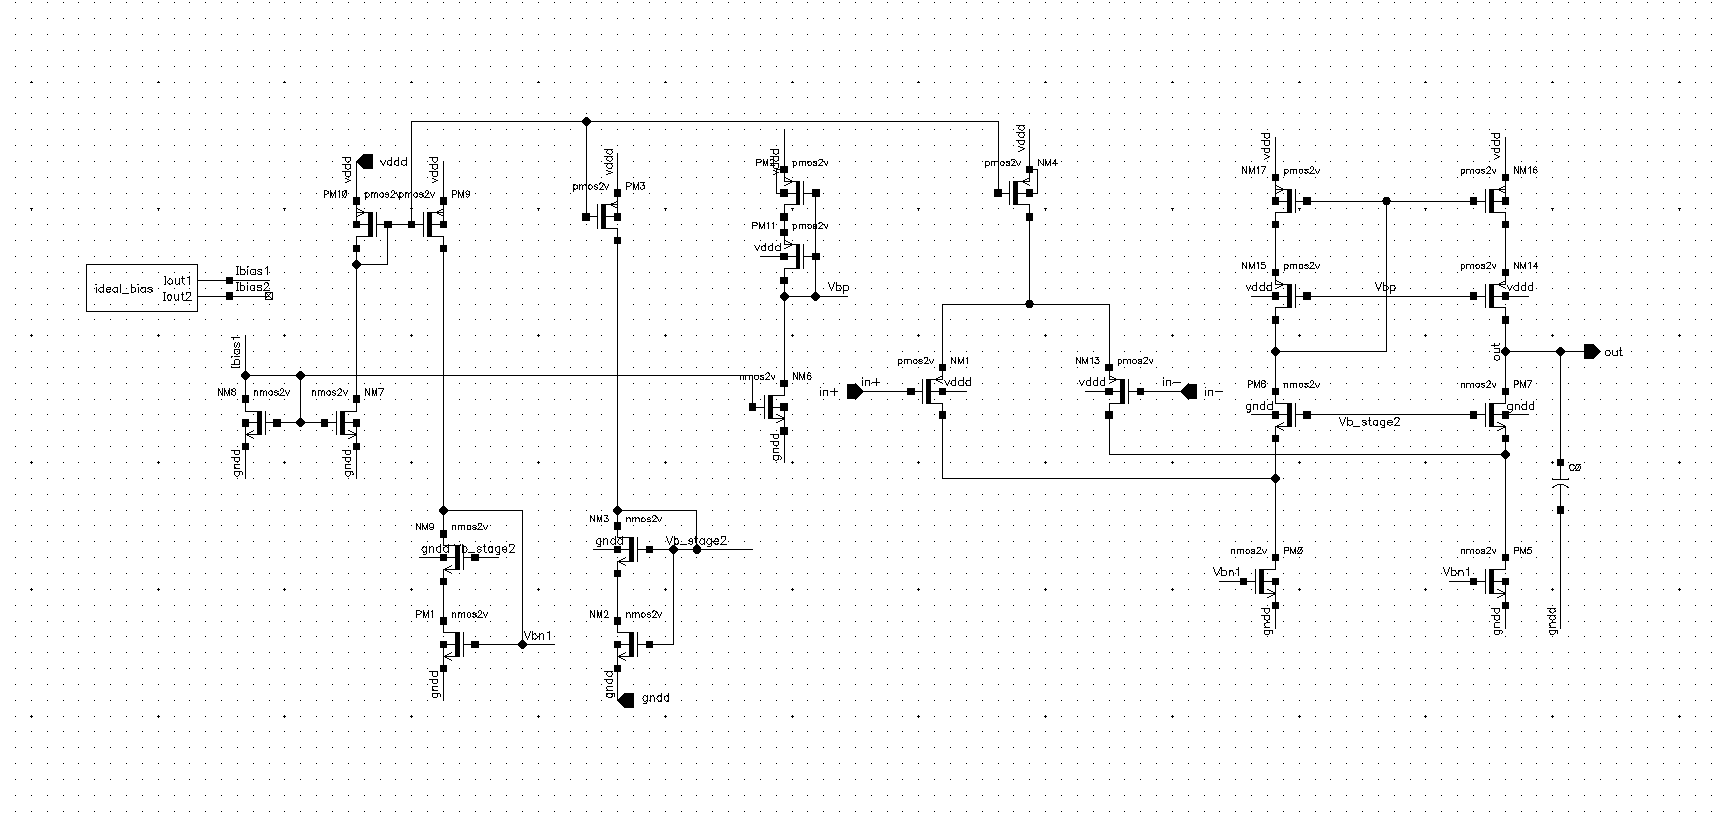 vddd
vddd
vddd
PM10
pmos2v
pmos2v
PM9
vddd
pmos2v
PM3
vddd
pmos2v
PM11
pmos2v
vddd
Vbp
vddd
pmos2v
NM4
vddd
NM17
pmos2v
vddd
pmos2v
NM16
NM15
pmos2v
vddd
Vbp
pmos2v
NM14
vddd
ideal_bias
Iout1
Iout2
Ibias1
Ibias2
Ibias1
NM8
nmos2v
nmos2v
NM7
gndd
gndd
nmos2v
NM6
gndd
pmos2v
NM1
in+
in+
vddd
NM13
pmos2v
vddd
in-
in-
out
out
PM6
nmos2v
gndd
Vb_stage2
nmos2v
PM7
gndd
C0
NM9
nmos2v
gndd
Vb_stage2
PM1
nmos2v
Vbn1
gndd
NM3
nmos2v
gndd
Vb_stage2
NM2
nmos2v
gndd
gndd
nmos2v
PM0
Vbn1
gndd
nmos2v
PM5
Vbn1
gndd
gndd